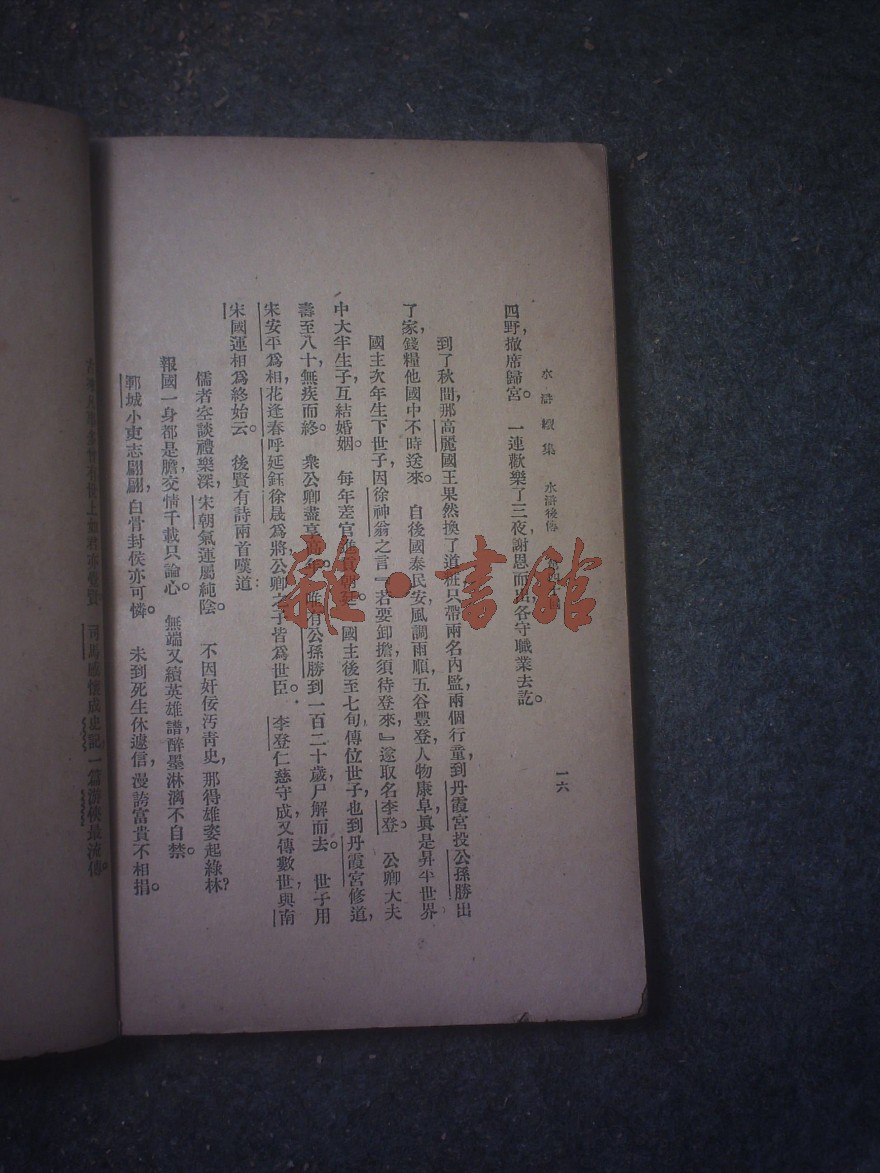 水滸續集　水滸後傳
一六
四野撤席歸宮。　一連歡樂了三夜，謝恩而出各守職業去訖。
到了秋間，那高麗國王果然換了道粧，只帶兩名內監，兩個行童，到丹霞宮投公孫勝出
了家，錢糧他國中不時送來。　自後國泰民安，風調雨順，五谷豐登，人物康阜，眞是昇平世界
國主次年生下世子，因徐神翁之言『若要卸擔，須待登來，』遂取名李登。　公卿大夫
中大半生子，互結婚姻。　每年差官　國主後至七旬，傳位世子，也到丹霞宮修道，
壽至八十，無疾而終。　衆公卿盡享高年。　唯有公孫勝到一百二十歲，尸解而去。　世子用
宋安平爲相，花逢春呼延鈺徐晟爲將，公卿之子皆爲世臣。　李登仁慈守成，又傳數世，與南
宋國運相爲終始云。　後賢有詩兩首嘆道：
儒者空談禮樂深，宋朝氣運屬純陰。　不因奸佞汚靑史，那得雄姿起綠林？
報國一身都是膽，交情千載只論心。　無端又續英雄譜，醉墨淋漓不自禁。
鄆城小吏志翩翩，白骨封侯亦可憐。　未到死生休遽信，漫誇富貴不相捐。
司馬感懷成史記，一篇游俠最流傳。
雜·書館